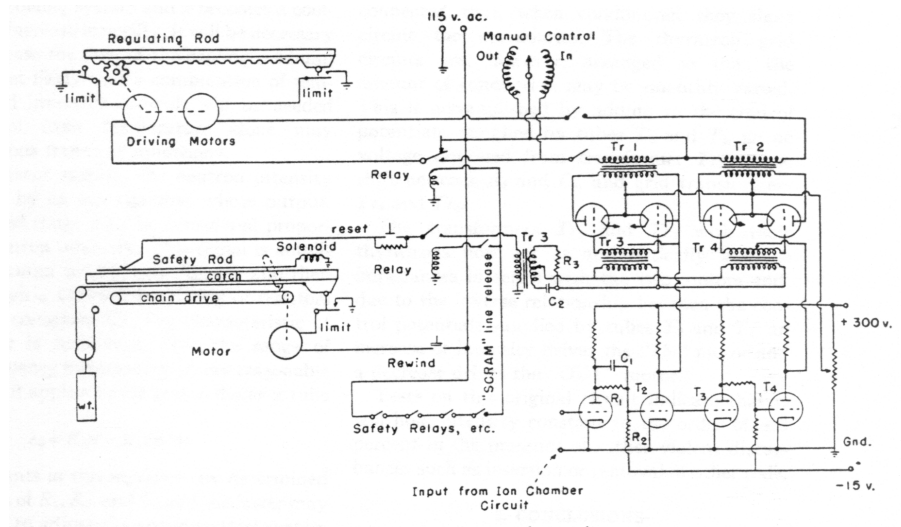 115 v. ac.
Regulating Rod
Manual Control
Out
In
limit
limit
Driving Motors
Tr 1
Tr 2
Relay
reset
Tr 3
Tr 3
Tr 4
Safety Rod
Solenoid
Relay
R3
catch
C2
chain drive
"SCRAM" line release
limit
+ 300 v.
Motor
C1
Rewind
R1
T2
T3
T4
wt.
R2
Safety Relays, etc.
Gnd.
Input from Ion Chamber
Circuit
-15 v.